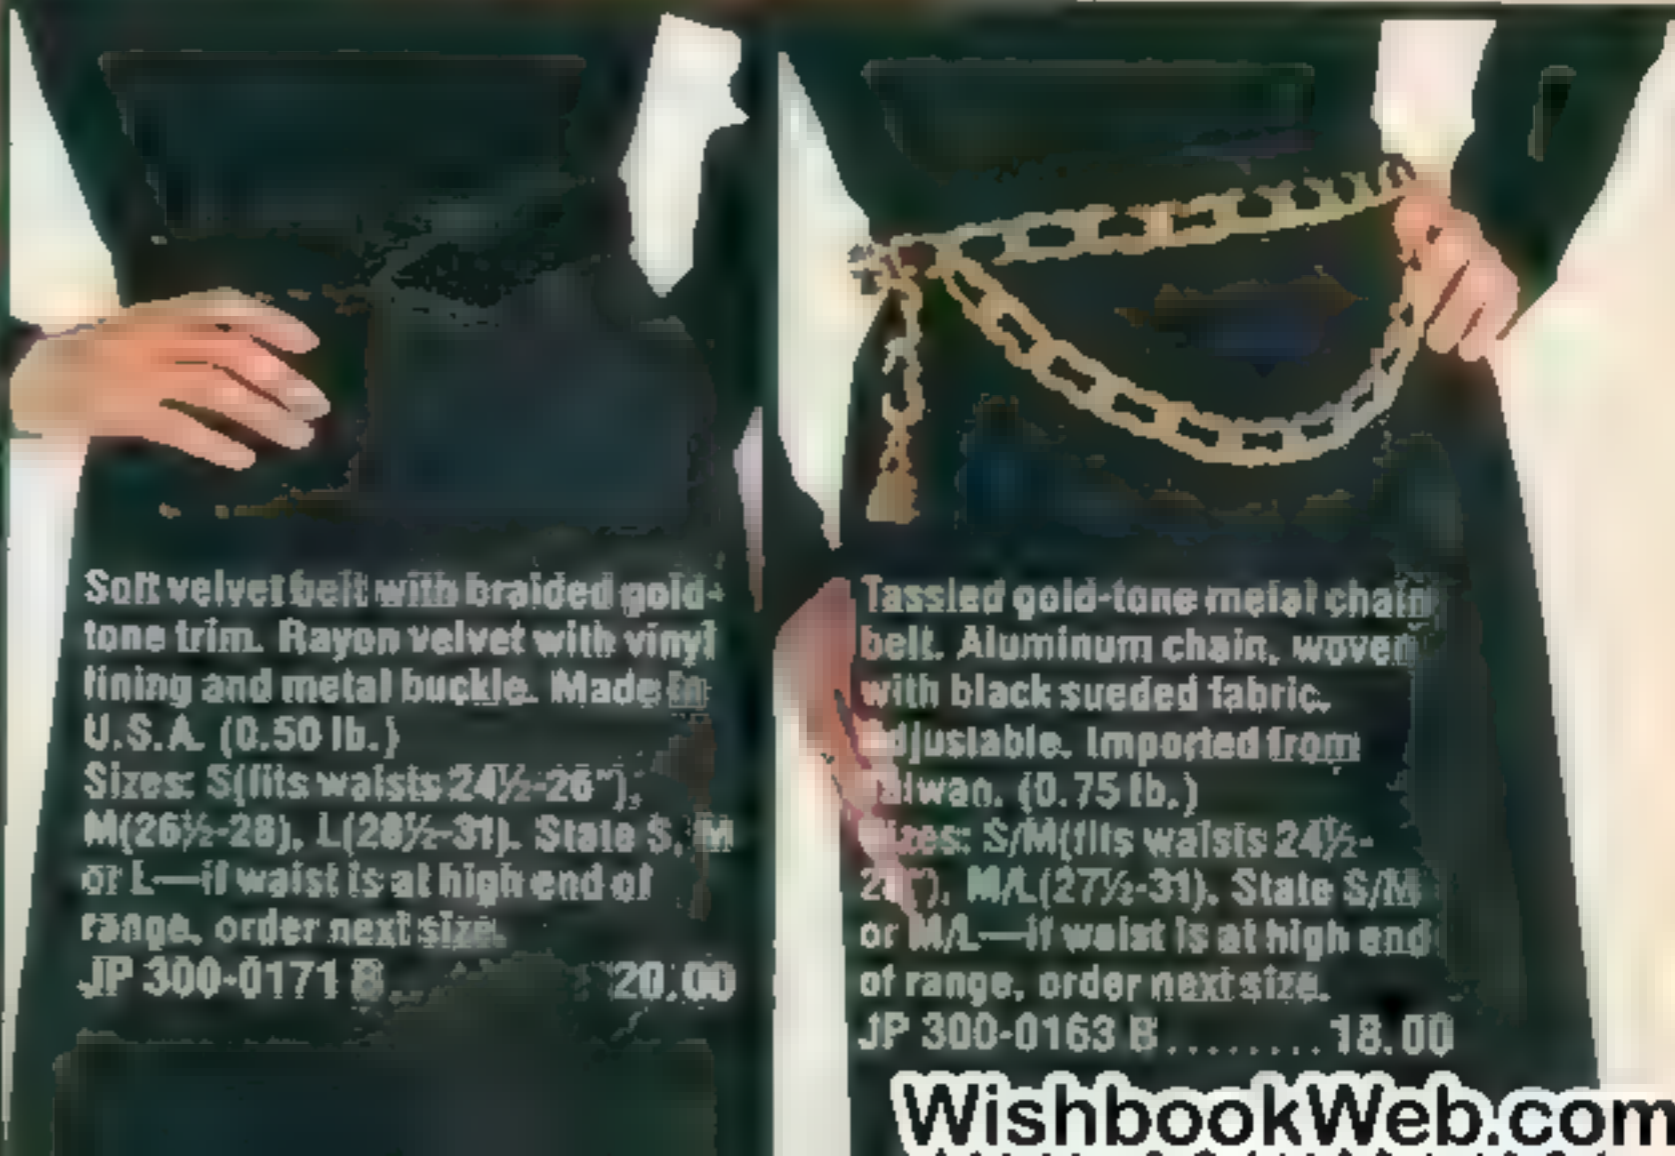 Soft velvet belt with braided gold-
tone trim. Rayon velvet with vinyl
lining and metal buckle. Made in
U.S.A. (0.50 lb.)
Sizes: S(fits waists 24½-26"),
M(26½-28), L(28½-31). State S, M
or L—if waist is at high end of
range, order next size.
JP 300-0171 B .. 20.00
Tassled gold-tone metal chain
belt. Aluminum chain, woven
with black sueded fabric.
Adjustable. Imported from
Taiwan. (0.75 lb.)
Sizes: S/M(fits waists 24½-
M/L(27½-31). State S/M
or M/L—if waist is at high end
of range, order next size.
JP 300-0163 B ........ 18.00
WishbookWeb.com